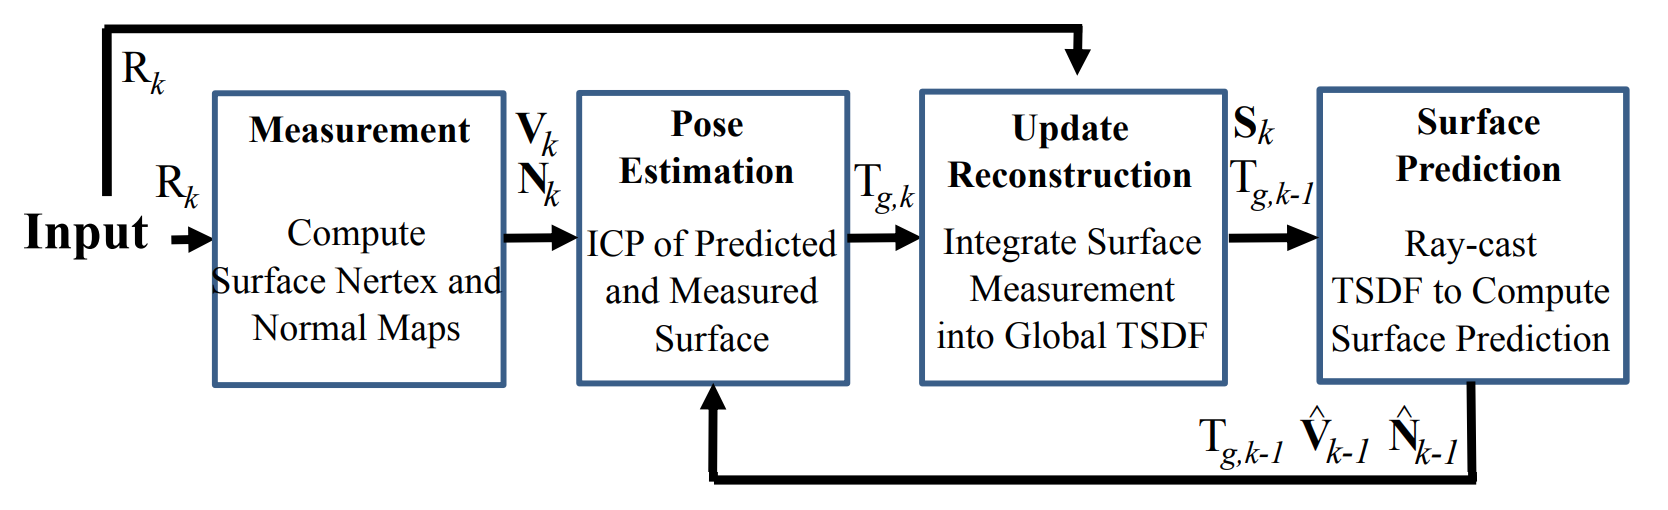 R_k
Input
R_k
Measurement
Compute
Surface Nertex and
Normal Maps
V_k
N_k
Pose
Estimation
ICP of Predicted
and Measured
Surface
T_{g,k}
Update
Reconstruction
Integrate Surface
Measurement
into Global TSDF
S_k
T_{g,k-1}
Surface
Prediction
Ray-cast
TSDF to Compute
Surface Prediction
T_{g,k-1} V̂_{k-1} N̂_{k-1}